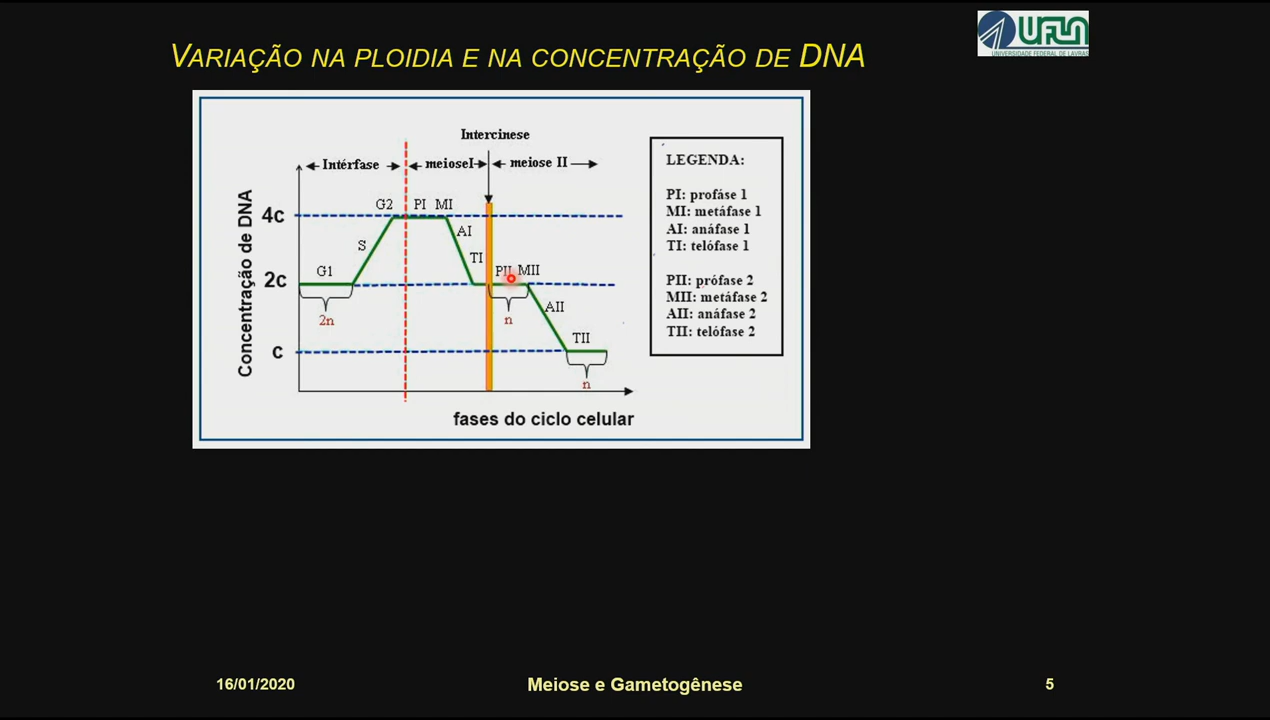 VARIAÇÃO NA PLOIDIA E NA CONCENTRAÇÃO DE DNA
UFLA
UNIVERSIDADE FEDERAL DE LAVRAS
Intercinese
Intérfase
meioseI
meiose II
Concentração de DNA
4c
2c
c
G1
S
G2
PI
MI
AI
TI
PII
MII
AII
TII
2n
n
n
fases do ciclo celular
LEGENDA:
PI: profáse 1
MI: metáfase 1
AI: anáfase 1
TI: telófase 1
PII: prófase 2
MII: metáfase 2
AII: anáfase 2
TII: telófase 2
16/01/2020
Meiose e Gametogênese
5